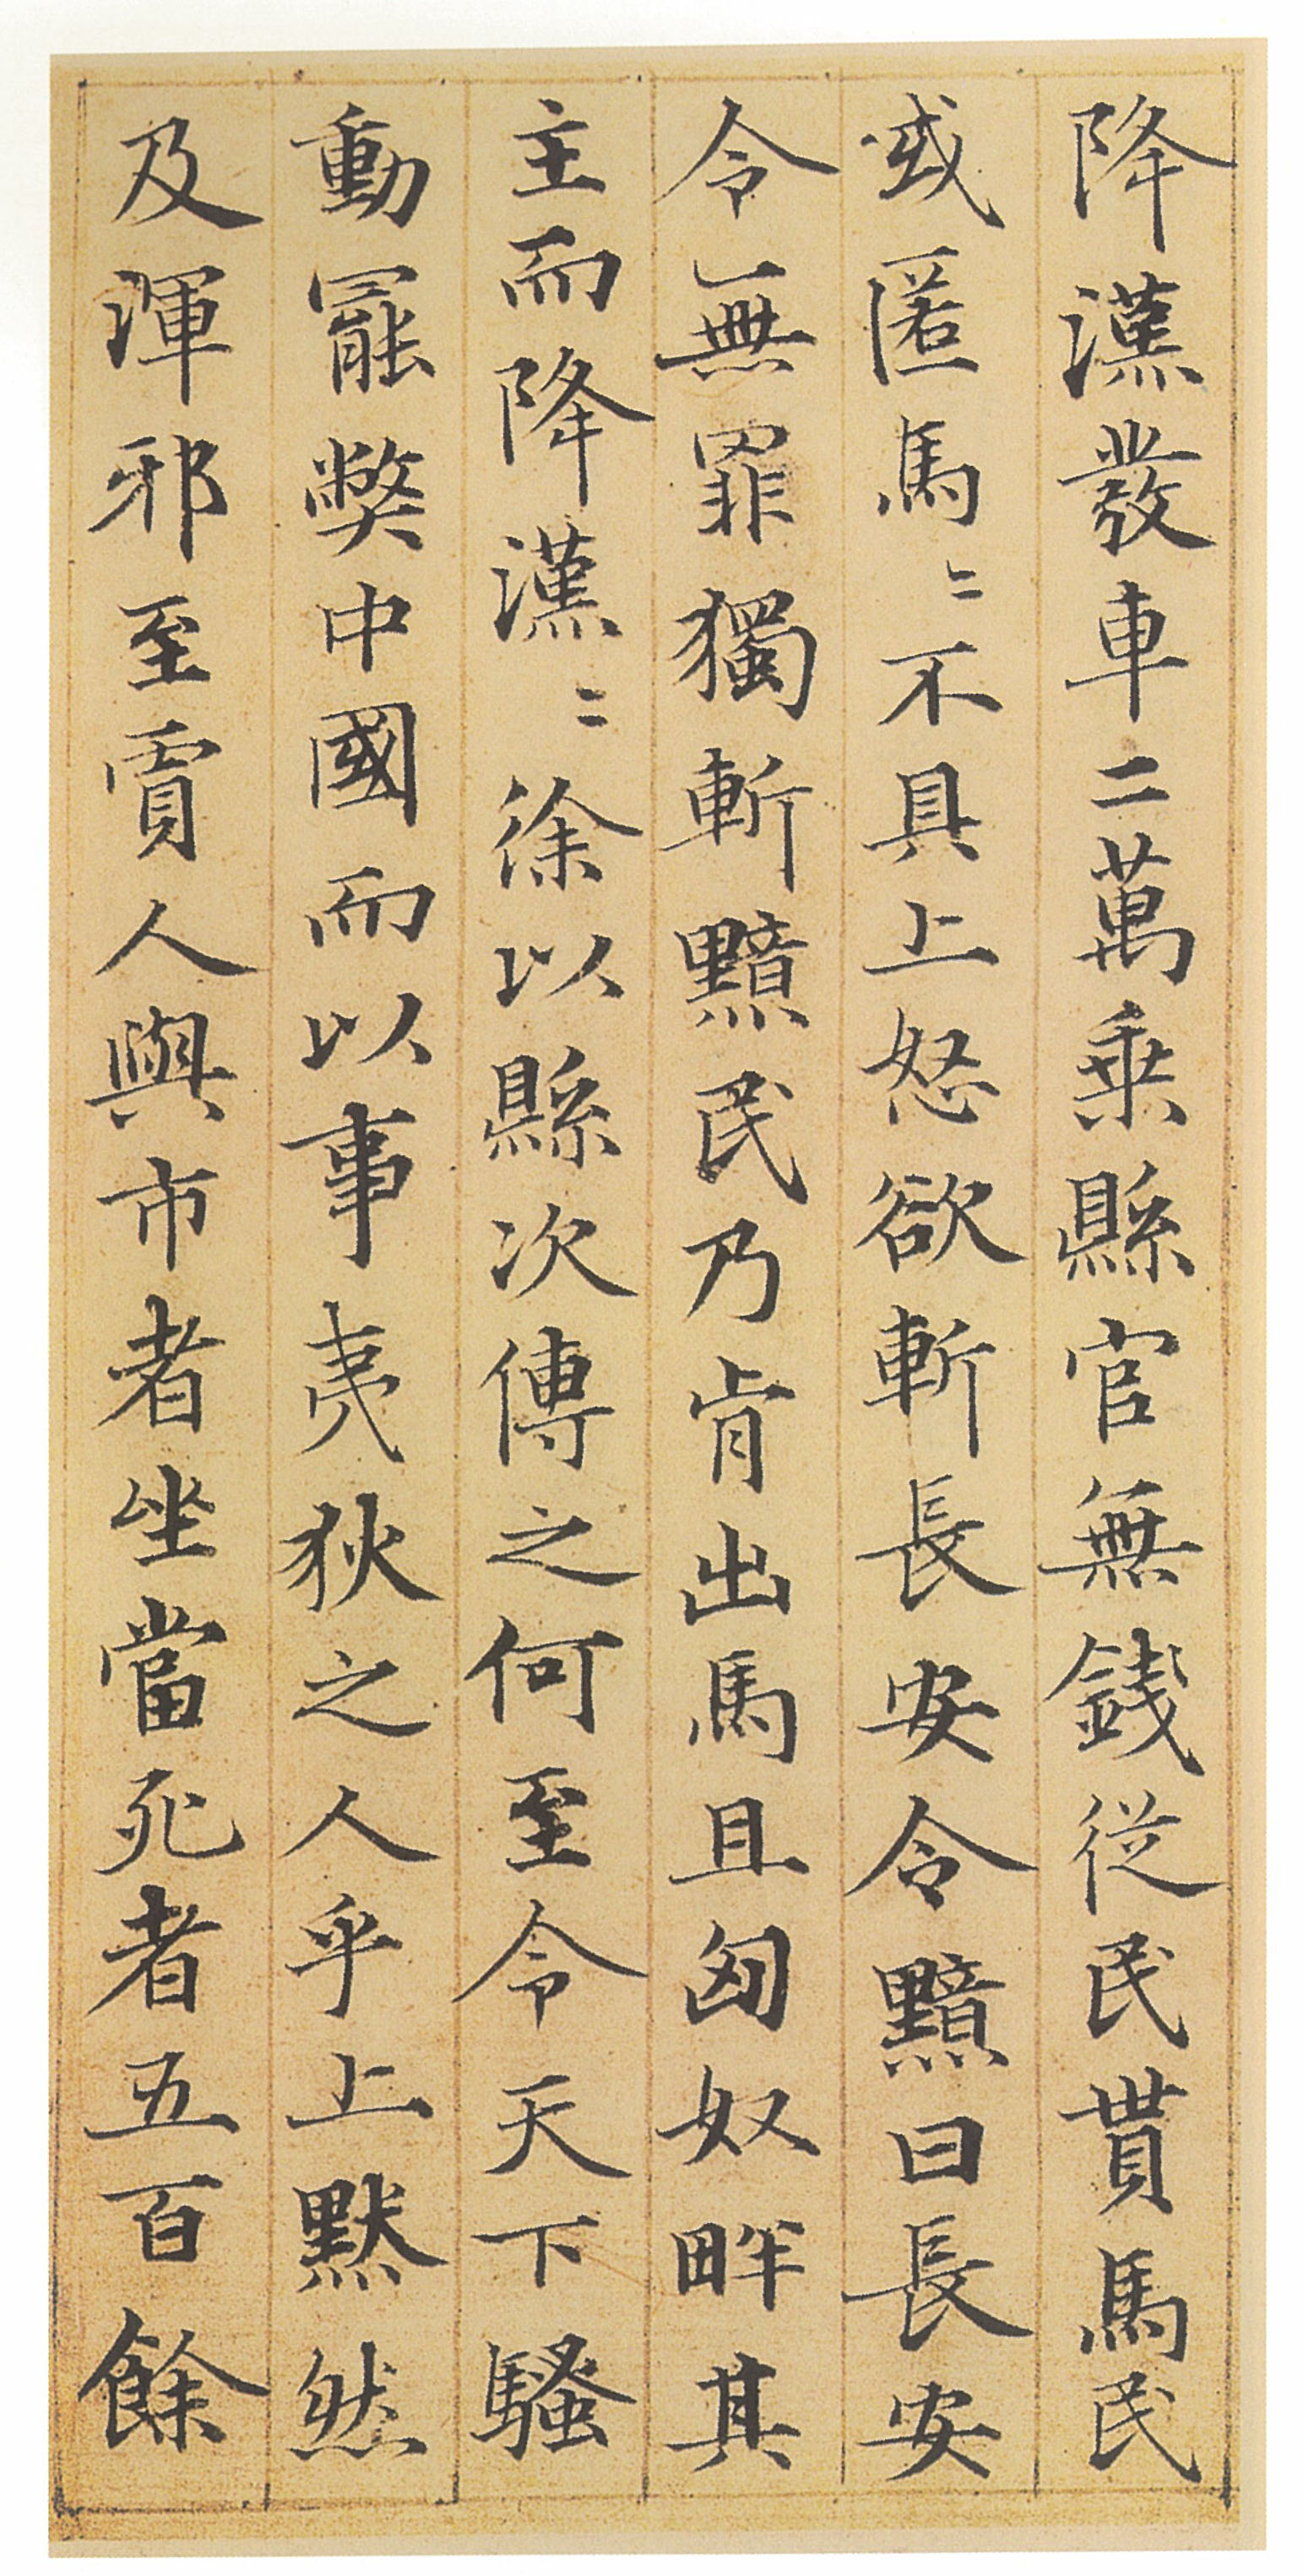 降漢發車二萬乗縣官無錢従民貰馬民
或匿馬〻不具上怒欲斬長安令黯曰長安
令無罪獨斬黯民乃肯出馬且匈奴畔其
主而降漢〻徐以縣次傳之何至令天下騷
動罷弊中國而以事夷狄之人乎上黙然
及渾邪至賈人與市者坐當死者五百餘